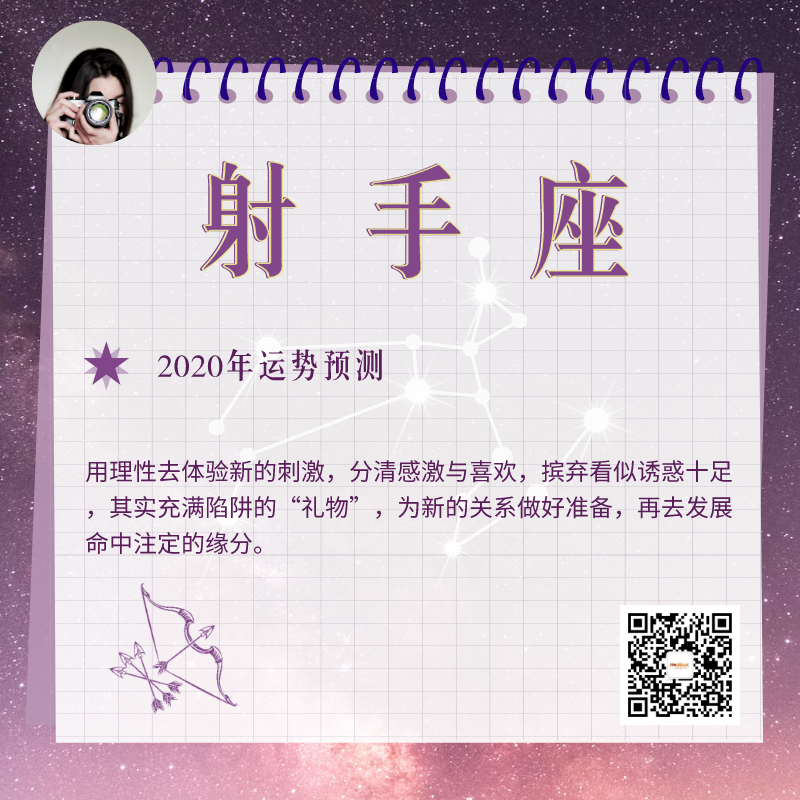 射手座
2020年运势预测
用理性去体验新的刺激，分清感激与喜欢，摈弃看似诱惑十足
，其实充满陷阱的“礼物”，为新的关系做好准备，再去发展
命中注定的缘分。